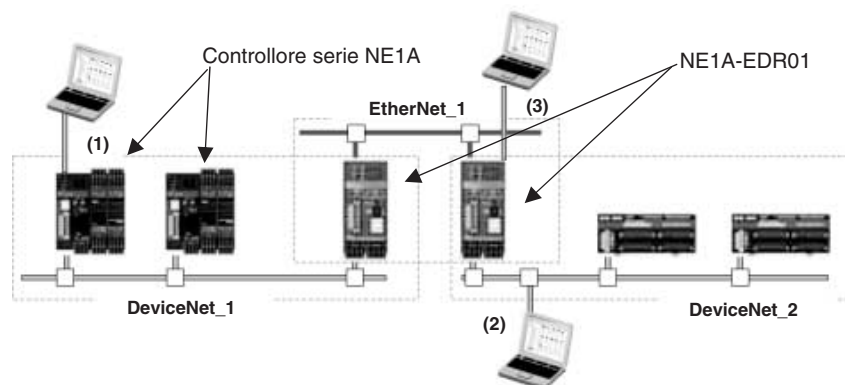 Controllore serie NE1A
NE1A-EDR01
EtherNet_1
(3)
(1)
DeviceNet_1
(2)
DeviceNet_2